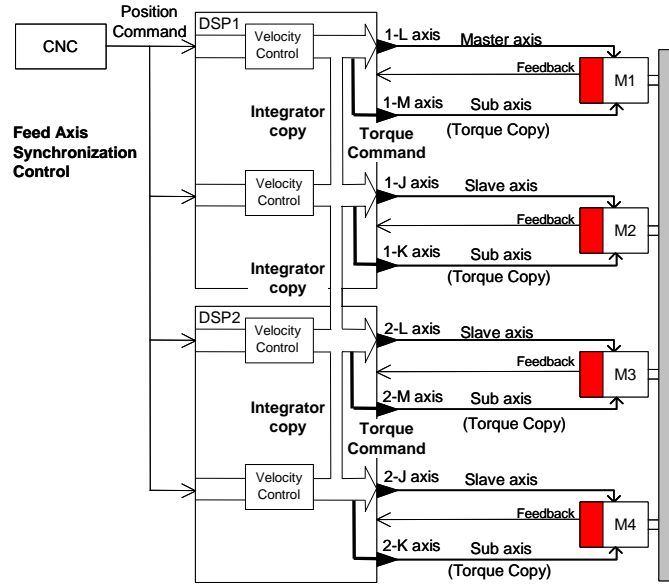 Position
Command
CNC
Feed Axis
Synchronization
Control
DSP1
Velocity
Control
1-L axis Master axis
Feedback
M1
1-M axis Sub axis
(Torque Copy)
Integrator
copy
Torque
Command
Velocity
Control
1-J axis Slave axis
Feedback
M2
1-K axis Sub axis
(Torque Copy)
Integrator
copy
DSP2
Velocity
Control
2-L axis Slave axis
Feedback
M3
2-M axis Sub axis
(Torque Copy)
Integrator
copy
Torque
Command
Velocity
Control
2-J axis Slave axis
Feedback
M4
2-K axis Sub axis
(Torque Copy)